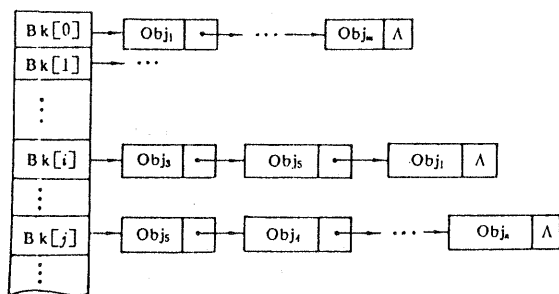 Bk[0] Obj₁ ··· Objₘ Λ
Bk[1] ···
⋮
Bk[i] Obj₃ Obj₅ Obj₁ Λ
⋮
Bk[j] Obj₅ Obj₄ ··· Objₙ Λ
⋮